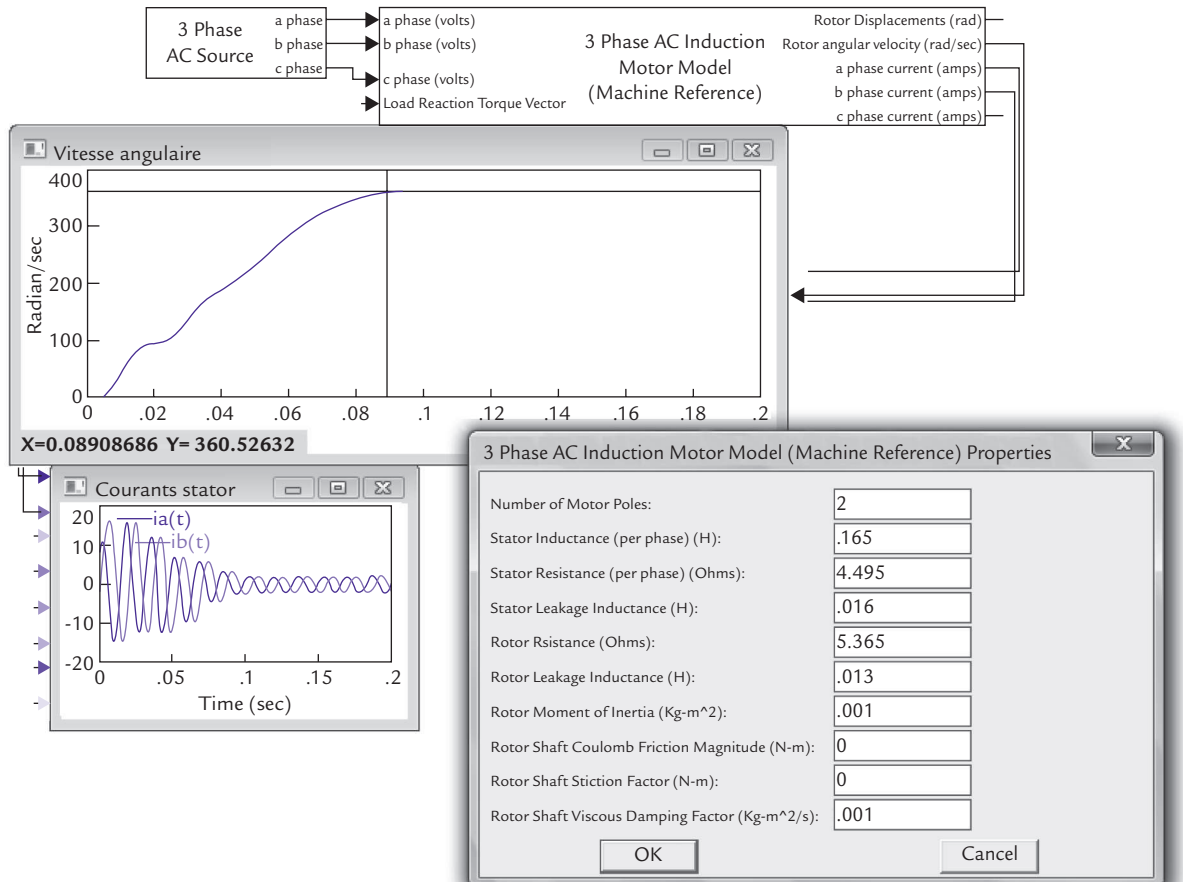 3 Phase
AC Source
a phase
b phase
c phase
a phase (volts)
b phase (volts)
c phase (volts)
Load Reaction Torque Vector
3 Phase AC Induction
Motor Model
(Machine Reference)
Rotor Displacements (rad)
Rotor angular velocity (rad/sec)
a phase current (amps)
b phase current (amps)
c phase current (amps)
Vitesse angulaire
400
300
200
100
0
Radian/sec
0 .02 .04 .06 .08 .1 .12 .14 .16 .18 .2
X=0.08908686 Y= 360.52632
Courants stator
20
10
0
-10
-20
ia(t)
ib(t)
0 .05 .1 .15 .2
Time (sec)
3 Phase AC Induction Motor Model (Machine Reference) Properties
Number of Motor Poles: 2
Stator Inductance (per phase) (H): .165
Stator Resistance (per phase) (Ohms): 4.495
Stator Leakage Inductance (H): .016
Rotor Rsistance (Ohms): 5.365
Rotor Leakage Inductance (H): .013
Rotor Moment of Inertia (Kg-m^2): .001
Rotor Shaft Coulomb Friction Magnitude (N-m): 0
Rotor Shaft Stiction Factor (N-m): 0
Rotor Shaft Viscous Damping Factor (Kg-m^2/s): .001
OK Cancel